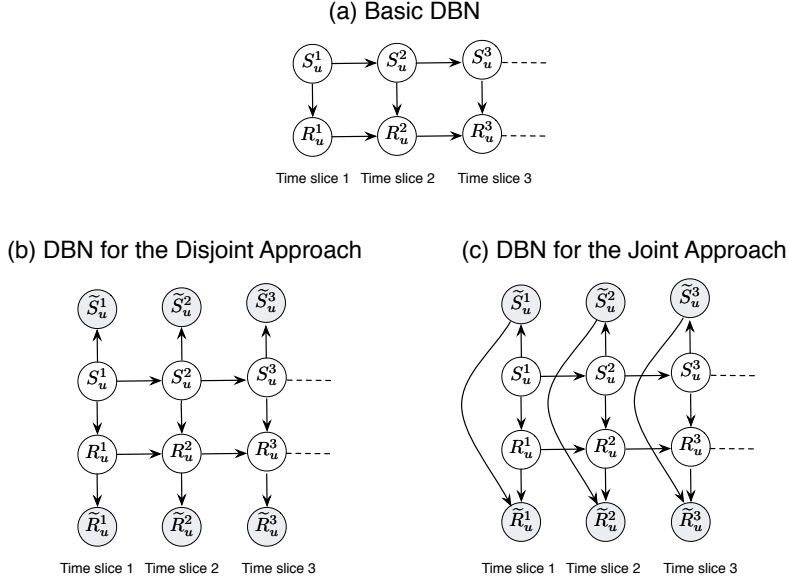 (a) Basic DBN
S_u^1 S_u^2 S_u^3
R_u^1 R_u^2 R_u^3
Time slice 1 Time slice 2 Time slice 3
(b) DBN for the Disjoint Approach
S̃_u^1 S̃_u^2 S̃_u^3
S_u^1 S_u^2 S_u^3
R_u^1 R_u^2 R_u^3
R̃_u^1 R̃_u^2 R̃_u^3
Time slice 1 Time slice 2 Time slice 3
(c) DBN for the Joint Approach
S̃_u^1 S̃_u^2 S̃_u^3
S_u^1 S_u^2 S_u^3
R_u^1 R_u^2 R_u^3
R̃_u^1 R̃_u^2 R̃_u^3
Time slice 1 Time slice 2 Time slice 3